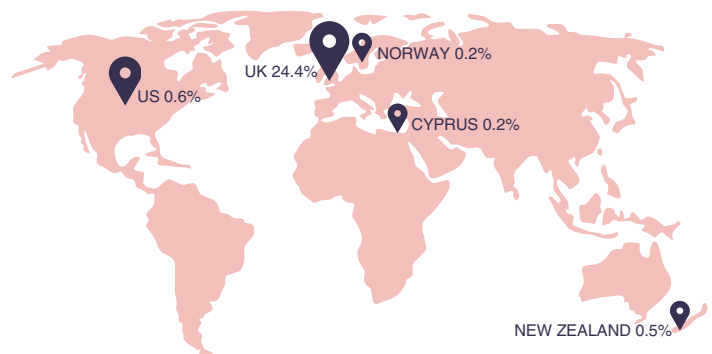 NORWAY 0.2%
UK 24.4%
US 0.6%
CYPRUS 0.2%
NEW ZEALAND 0.5%